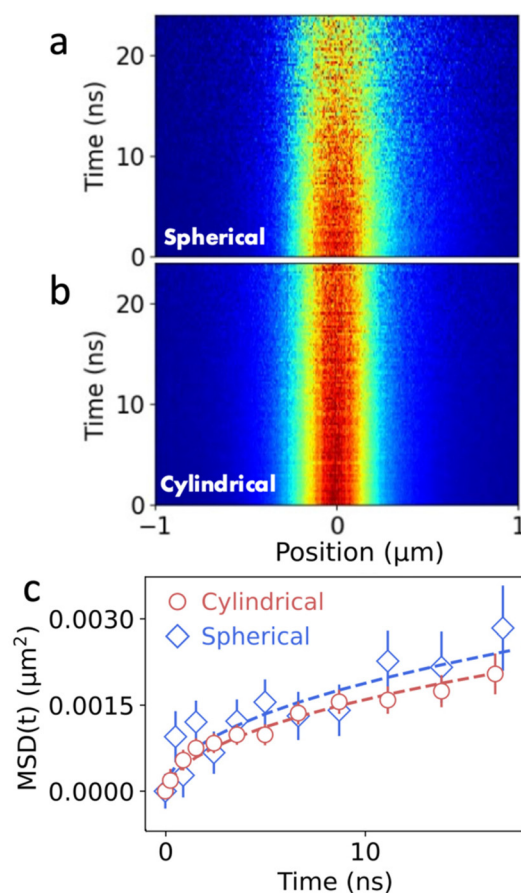 a
20
10
0
Time (ns)
Spherical
b
20
10
0
Time (ns)
Cylindrical
−1
0
1
Position (μm)
c
Cylindrical
Spherical
0.0030
0.0015
0.0000
MSD(t) (μm²)
0
10
Time (ns)